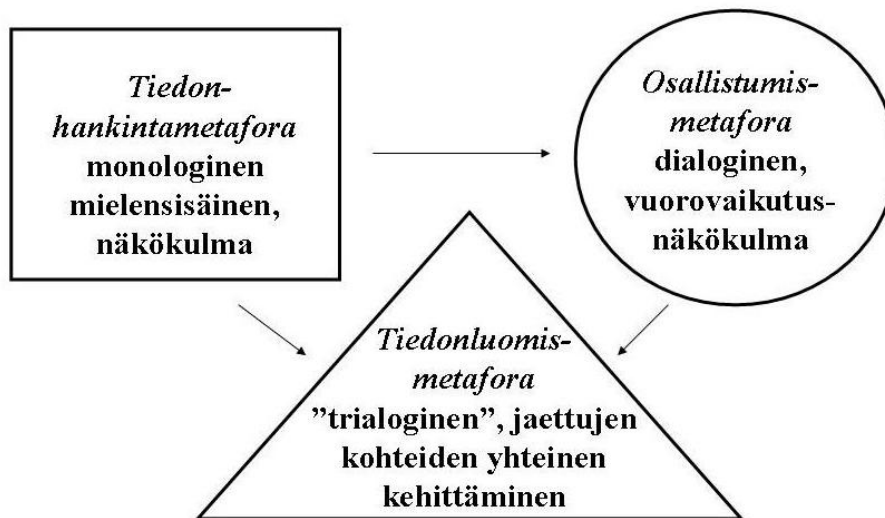 Tiedon-
hankintametafora
monologinen
mielensisäinen,
näkökulma
Osallistumis-
metafora
dialoginen,
vuorovaikutus-
näkökulma
Tiedonluomis-
metafora
”trialoginen”, jaettujen
kohteiden yhteinen
kehittäminen